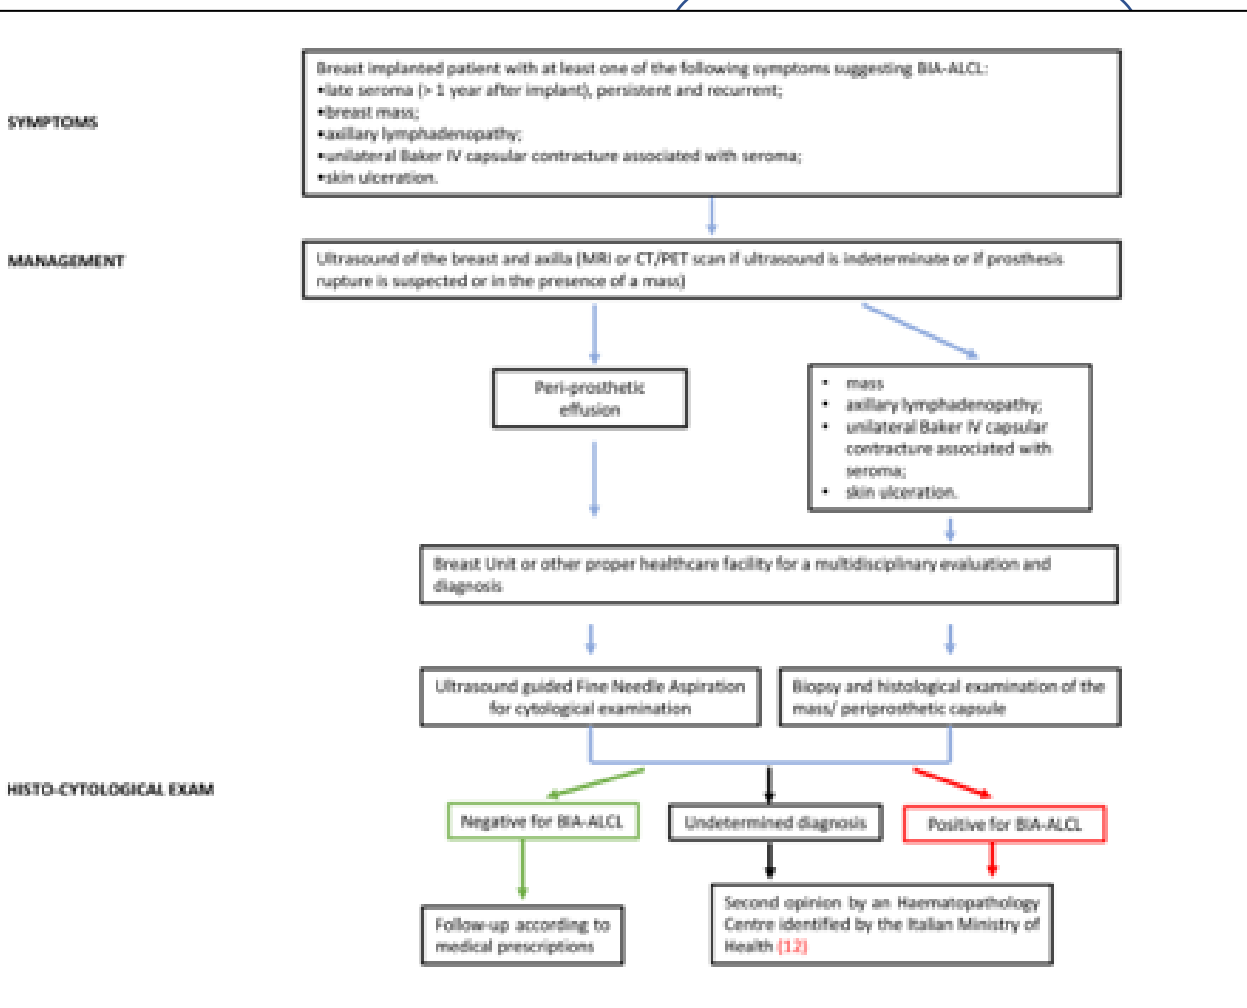 SYMPTOMS
Breast implanted patient with at least one of the following symptoms suggesting BIA-ALCL:
•late seroma (> 1 year after implant), persistent and recurrent;
•breast mass;
•axillary lymphadenopathy;
•unilateral Baker IV capsular contracture associated with seroma;
•skin ulceration.
MANAGEMENT
Ultrasound of the breast and axilla (MRI or CT/PET scan if ultrasound is indeterminate or if prosthesis
rupture is suspected or in the presence of a mass)
Peri-prosthetic
effusion
• mass
• axillary lymphadenopathy;
• unilateral Baker IV capsular
contracture associated with
seroma;
• skin ulceration.
Breast Unit or other proper healthcare facility for a multidisciplinary evaluation and
diagnosis
Ultrasound guided Fine Needle Aspiration
for cytological examination
Biopsy and histological examination of the
mass/ periprosthetic capsule
HISTO-CYTOLOGICAL EXAM
Negative for BIA-ALCL
Undetermined diagnosis
Positive for BIA-ALCL
Follow-up according to
medical prescriptions
Second opinion by an Haematopathology
Centre identified by the Italian Ministry of
Health (12)